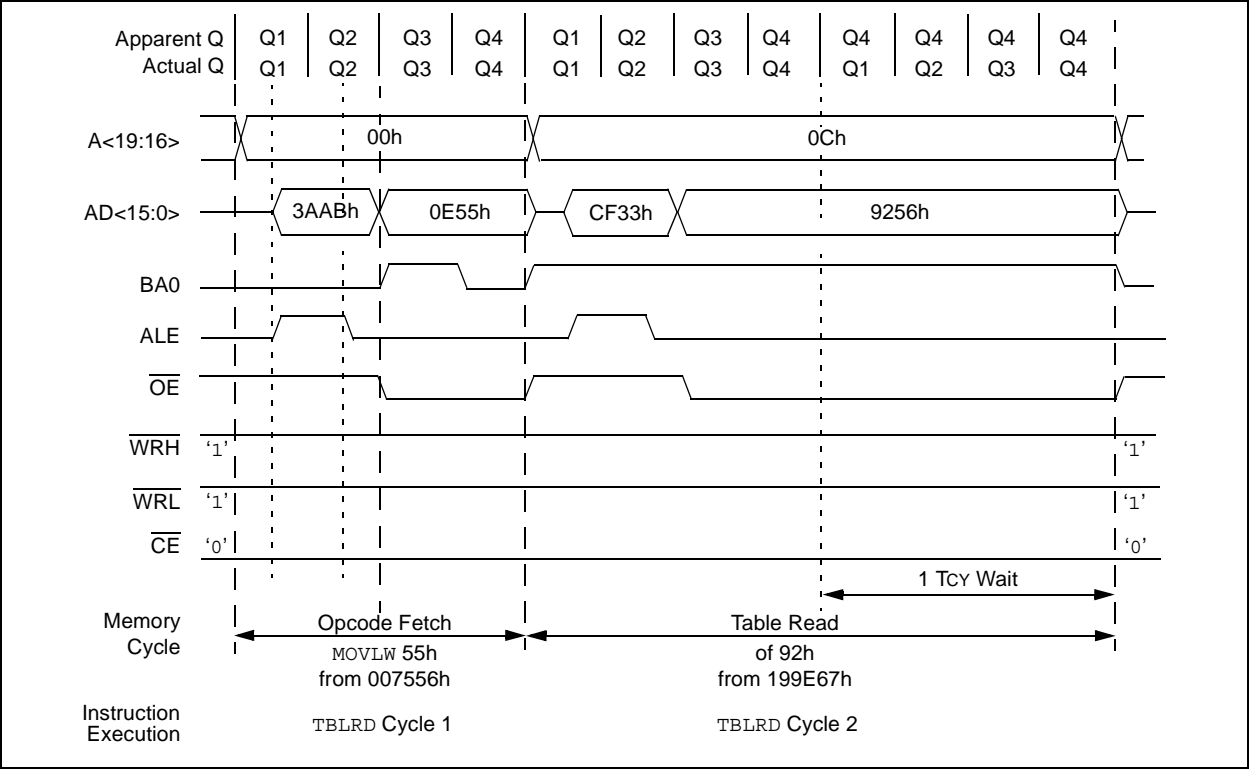 Apparent Q Q1 Q2 Q3 Q4 Q1 Q2 Q3 Q4 Q4 Q4 Q4 Q4
Actual Q Q1 Q2 Q3 Q4 Q1 Q2 Q3 Q4 Q1 Q2 Q3 Q4
A<19:16> 00h 0Ch
AD<15:0> 3AABh 0E55h CF33h 9256h
BA0
ALE
OE
WRH ‘1’ ‘1’
WRL ‘1’ ‘1’
CE ‘0’ ‘0’
1 TCY Wait
Memory
Cycle
Opcode Fetch
MOVLW 55h
from 007556h
Table Read
of 92h
from 199E67h
Instruction
Execution
TBLRD Cycle 1
TBLRD Cycle 2